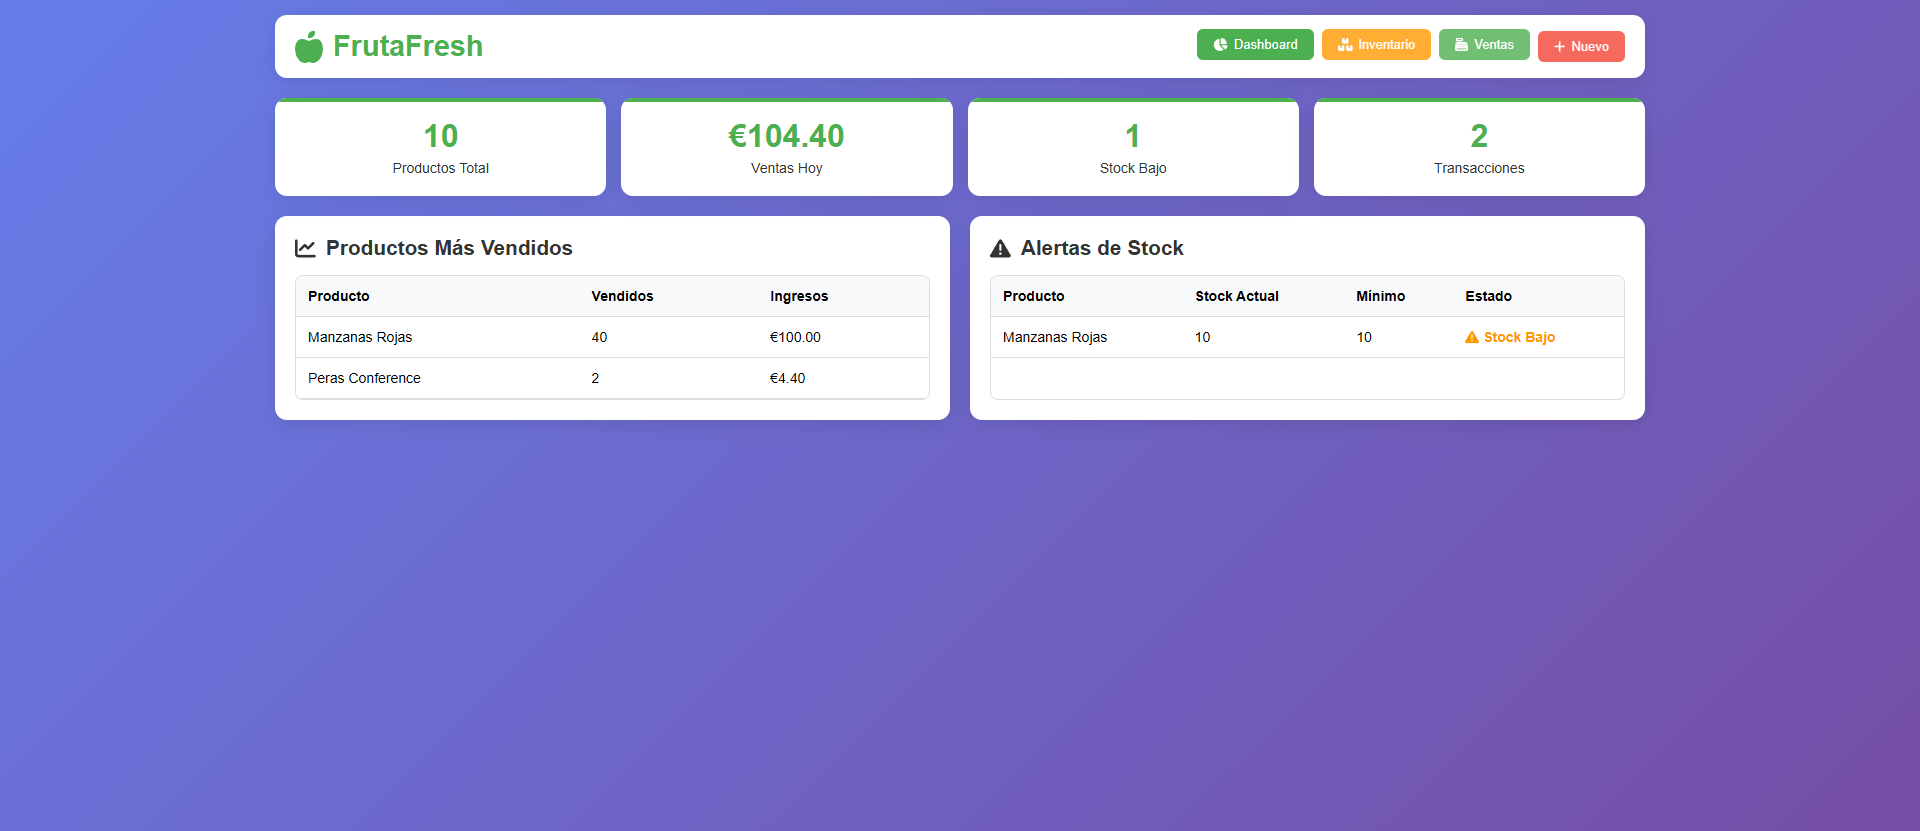 FrutaFresh
Dashboard
Inventario
Ventas
Nuevo
10
Productos Total
€104.40
Ventas Hoy
1
Stock Bajo
2
Transacciones
Productos Más Vendidos
Producto Vendidos Ingresos
Manzanas Rojas 40 €100.00
Peras Conference 2 €4.40
Alertas de Stock
Producto Stock Actual Mínimo Estado
Manzanas Rojas 10 10 Stock Bajo